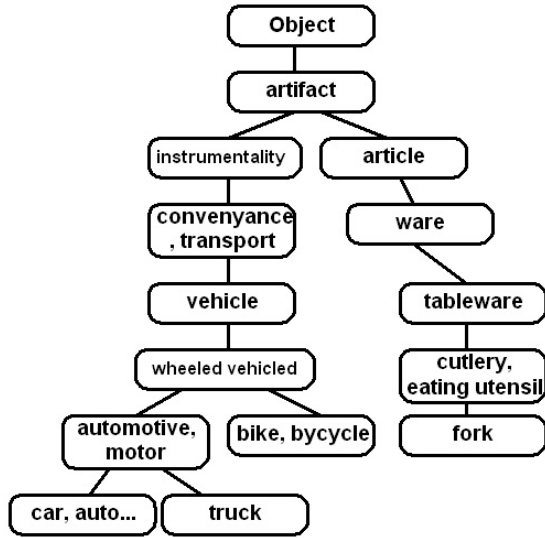 Object
artifact
instrumentality
article
convenyance
, transport
ware
vehicle
tableware
wheeled vehicled
cutlery,
eating utensil
automotive,
motor
bike, bycycle
fork
car, auto...
truck